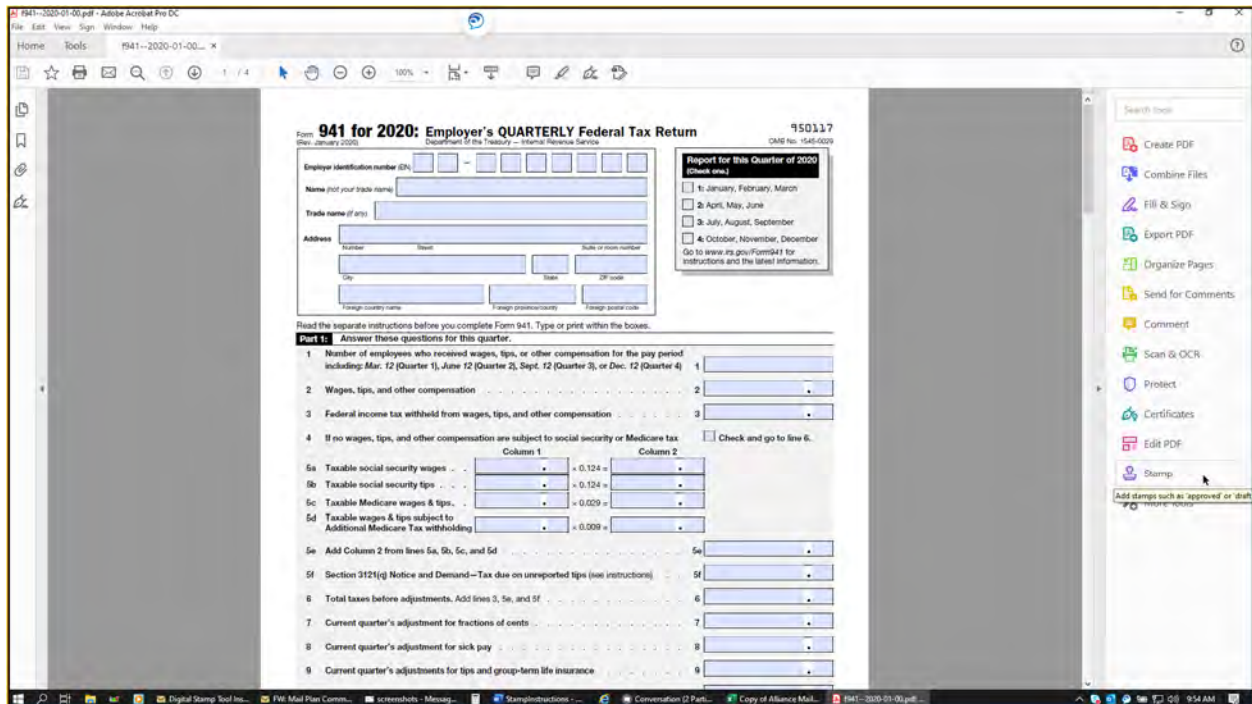 f941--2020-01-00.pdf - Adobe Acrobat Pro DC
File Edit View Sign Window Help
Home Tools f941--2020-01-00... ×
1 / 4 100%
Form 941 for 2020: Employer's QUARTERLY Federal Tax Return 950117
(Rev. January 2020) Department of the Treasury — Internal Revenue Service OMB No. 1545-0029
Employer identification number (EIN) –
Name (not your trade name)
Trade name (if any)
Address
Number Street Suite or room number
City State ZIP code
Foreign country name Foreign province/county Foreign postal code
Report for this Quarter of 2020
(Check one.)
1: January, February, March
2: April, May, June
3: July, August, September
4: October, November, December
Go to www.irs.gov/Form941 for
instructions and the latest information.
Read the separate instructions before you complete Form 941. Type or print within the boxes.
Part 1: Answer these questions for this quarter.
1 Number of employees who received wages, tips, or other compensation for the pay period
including: Mar. 12 (Quarter 1), June 12 (Quarter 2), Sept. 12 (Quarter 3), or Dec. 12 (Quarter 4) 1
2 Wages, tips, and other compensation . . . . . . . . . . . . . . . . . 2
3 Federal income tax withheld from wages, tips, and other compensation . . . . . . 3
4 If no wages, tips, and other compensation are subject to social security or Medicare tax Check and go to line 6.
Column 1 Column 2
5a Taxable social security wages . . × 0.124 =
5b Taxable social security tips . . . × 0.124 =
5c Taxable Medicare wages & tips. . × 0.029 =
5d Taxable wages & tips subject to
Additional Medicare Tax withholding × 0.009 =
5e Add Column 2 from lines 5a, 5b, 5c, and 5d . . . . . . . . . . . . . . 5e
5f Section 3121(q) Notice and Demand—Tax due on unreported tips (see instructions) . . 5f
6 Total taxes before adjustments. Add lines 3, 5e, and 5f . . . . . . . . . . . . 6
7 Current quarter's adjustment for fractions of cents . . . . . . . . . . . . . 7
8 Current quarter's adjustment for sick pay . . . . . . . . . . . . . . . . 8
9 Current quarter's adjustments for tips and group-term life insurance . . . . . . . 9
Search tools
Create PDF
Combine Files
Fill & Sign
Export PDF
Organize Pages
Send for Comments
Comment
Scan & OCR
Protect
Certificates
Edit PDF
Stamp
Add stamps such as 'approved' or 'draft
More Tools
Digital Stamp Tool Ins... FW: Mail Plan Comm... screenshots - Messag... StampInstructions - ... Conversation (2 Parti... Copy of Alliance Mail... f941--2020-01-00.pdf ... 9:54 AM